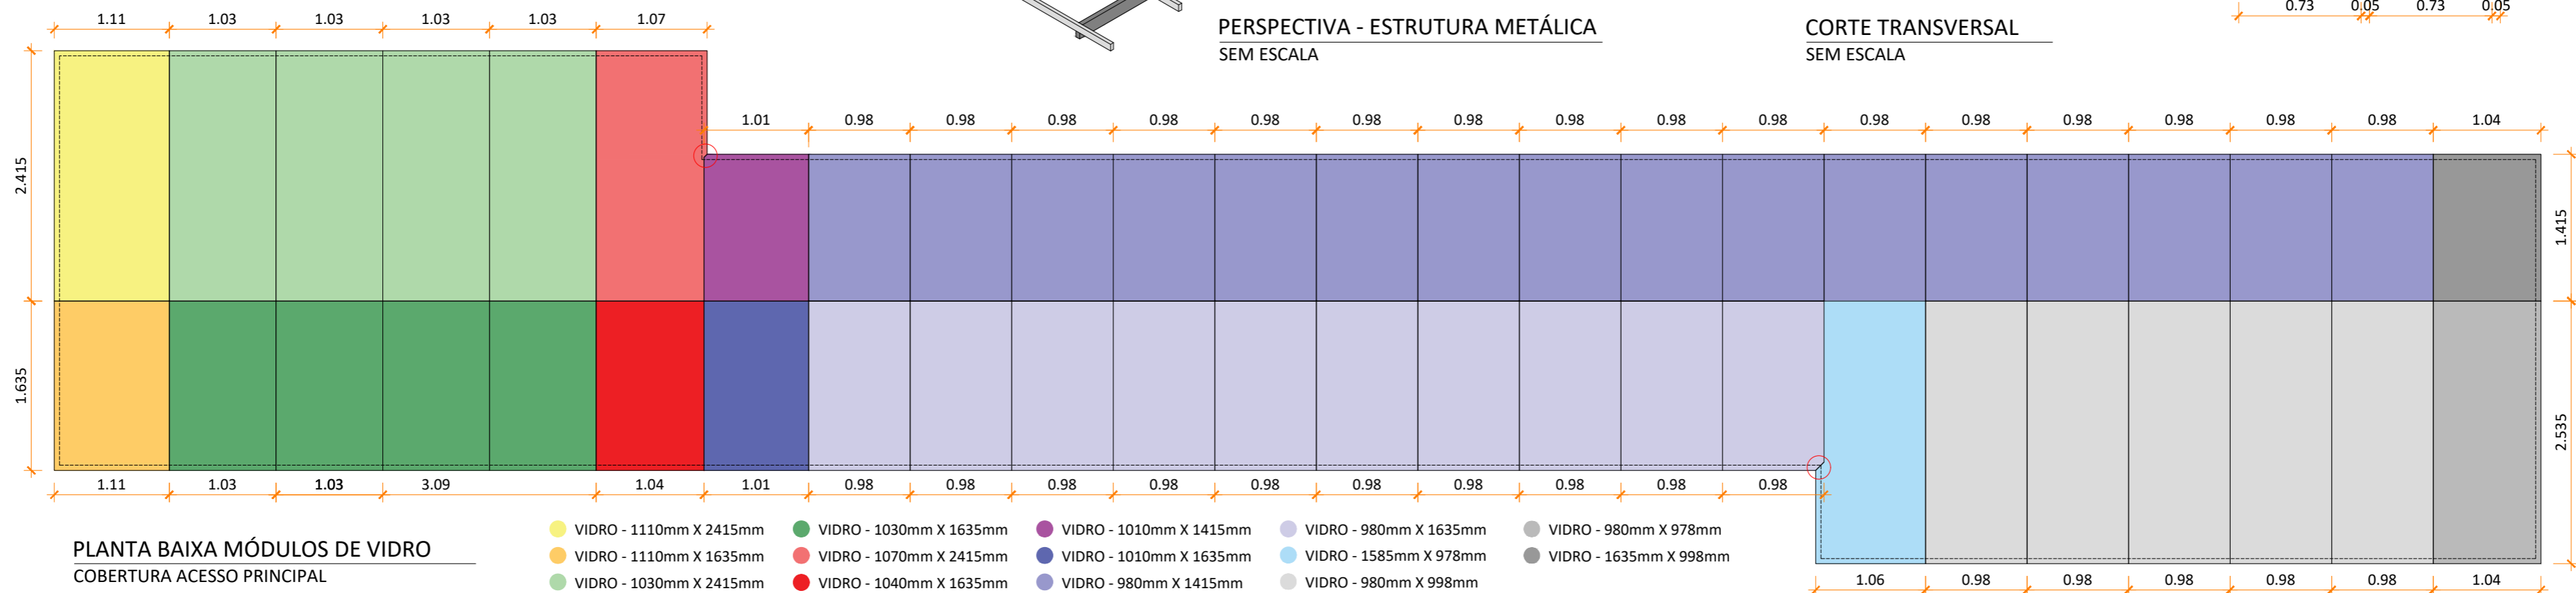 0.73 0.05 0.73 0.05
1.11 1.03 1.03 1.03 1.03 1.07
PERSPECTIVA - ESTRUTURA METÁLICA
SEM ESCALA
CORTE TRANSVERSAL
SEM ESCALA
1.01 0.98 0.98 0.98 0.98 0.98 0.98 0.98 0.98 0.98 0.98 0.98 0.98 0.98 0.98 0.98 1.04
2.415
1.415
1.635
2.535
1.11 1.03 1.03 3.09 1.04 1.01 0.98 0.98 0.98 0.98 0.98 0.98 0.98 0.98 0.98 0.98
PLANTA BAIXA MÓDULOS DE VIDRO
COBERTURA ACESSO PRINCIPAL
VIDRO - 1110mm X 2415mm
VIDRO - 1110mm X 1635mm
VIDRO - 1030mm X 2415mm
VIDRO - 1030mm X 1635mm
VIDRO - 1070mm X 2415mm
VIDRO - 1040mm X 1635mm
VIDRO - 1010mm X 1415mm
VIDRO - 1010mm X 1635mm
VIDRO - 980mm X 1415mm
VIDRO - 980mm X 1635mm
VIDRO - 1585mm X 978mm
VIDRO - 980mm X 998mm
VIDRO - 980mm X 978mm
VIDRO - 1635mm X 998mm
1.06 0.98 0.98 0.98 0.98 0.98 1.04